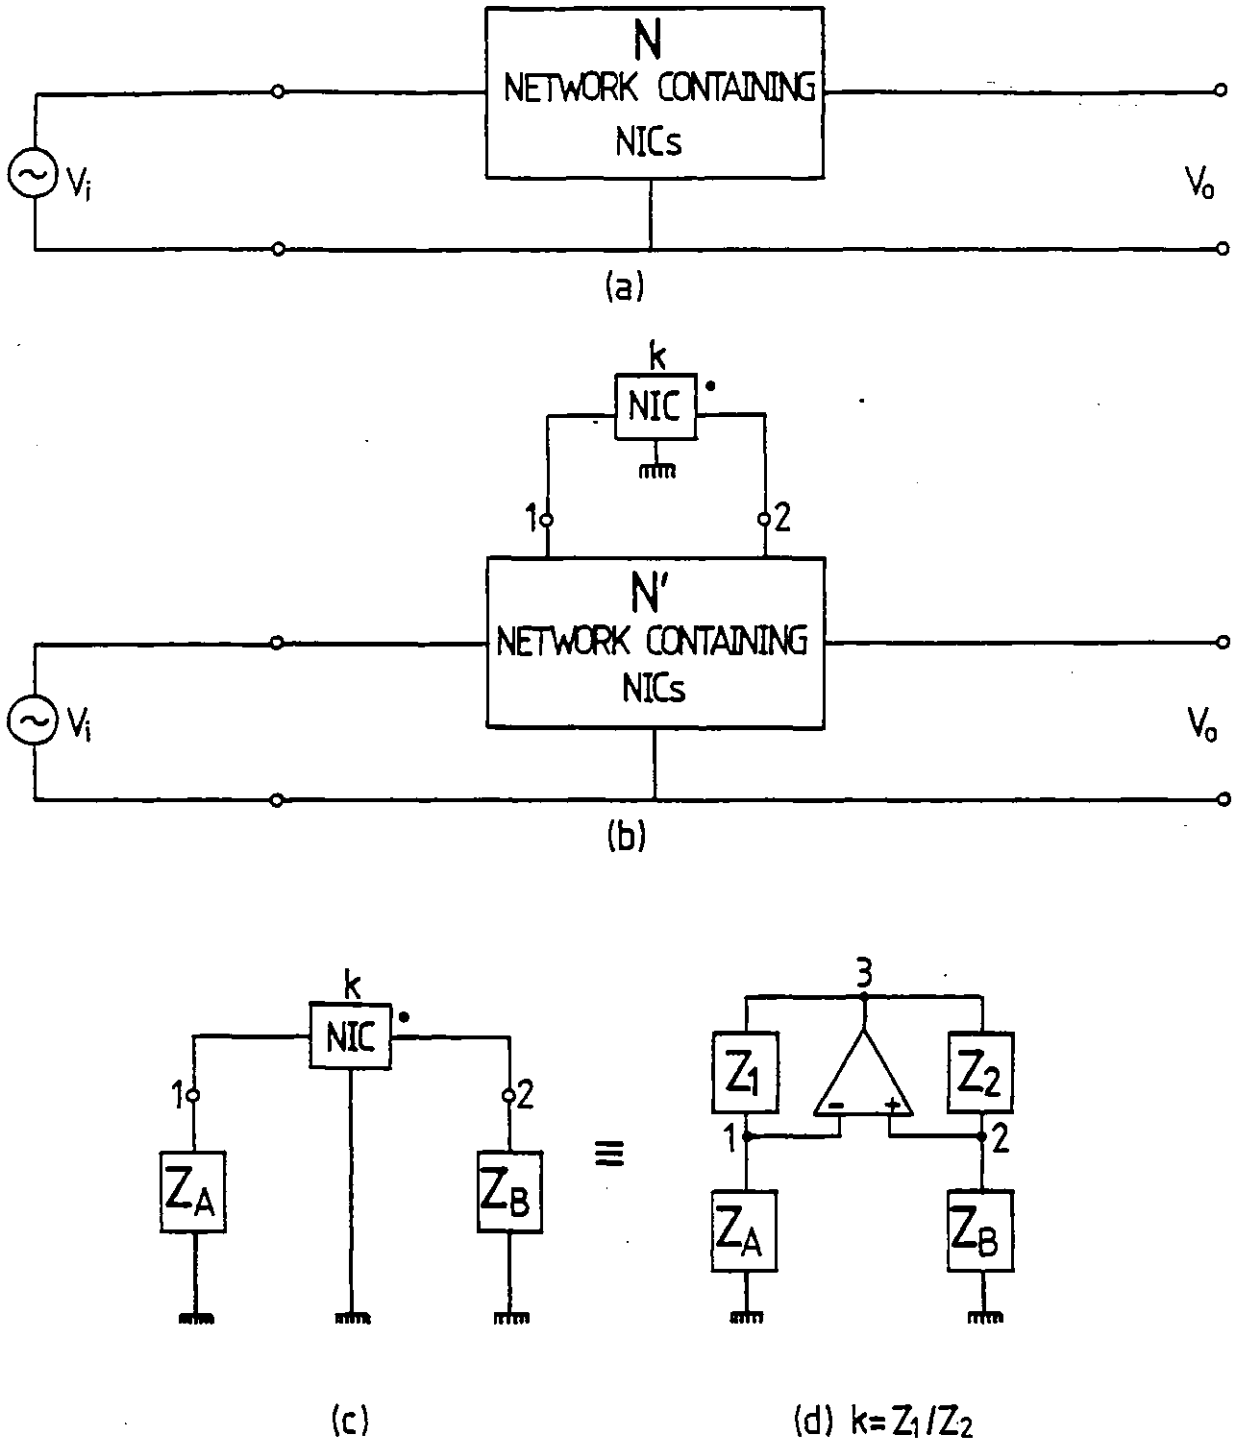 N
NETWORK CONTAINING
NICs
Vi
Vo
(a)
k
NIC
1
2
N'
NETWORK CONTAINING
NICs
Vi
Vo
(b)
k
NIC
1
2
ZA
ZB
≡
3
Z1
Z2
-
+
1
2
ZA
ZB
(c)
(d) k=Z1/Z2